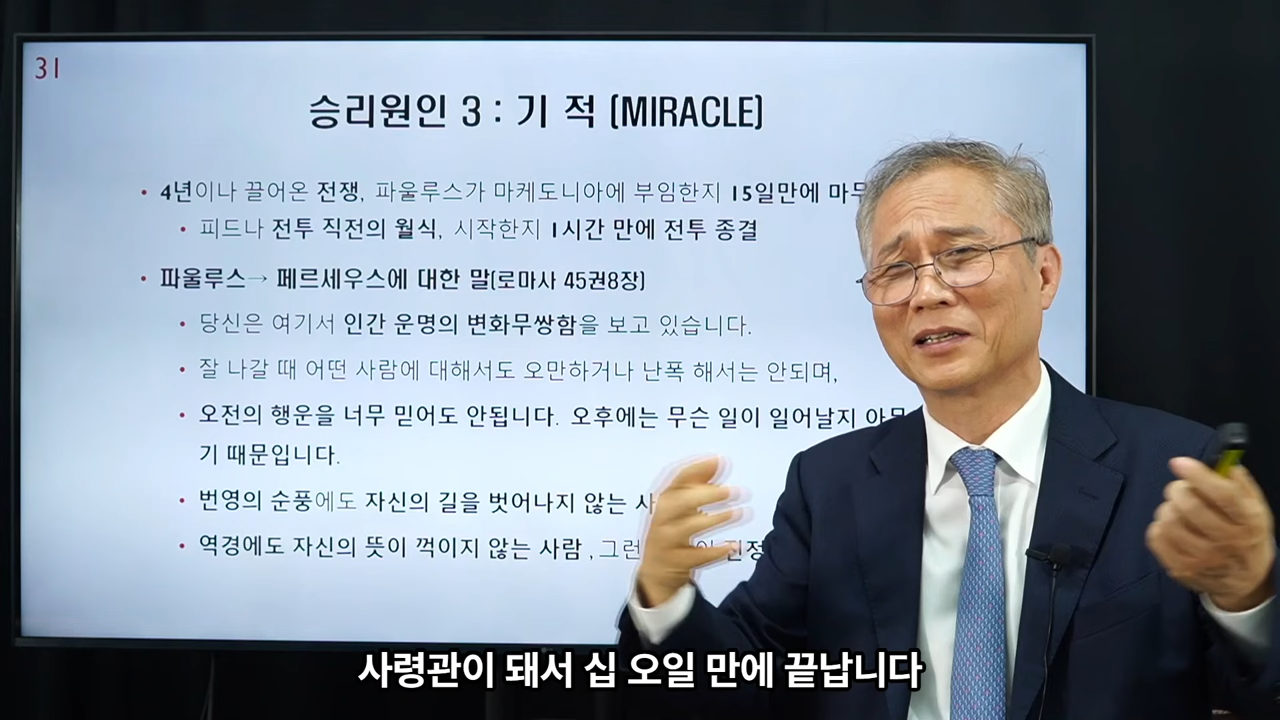 31
승리원인 3 : 기 적 (MIRACLE)
• 4년이나 끌어온 전쟁, 파울루스가 마케도니아에 부임한지 15일만에
• 피드나 전투 직전의 월식, 시작한지 1시간 만에 전투 종결
• 파울루스→ 페르세우스에 대한 말(로마사 45권8장)
• 당신은 여기서 인간 운명의 변화무쌍함을 보고 있습니다.
• 잘 나갈 때 어떤 사람에 대해서도 오만하거나 난폭 해서는 안되며,
• 오전의 행운을 너무 믿어도 안됩니다. 오후에는 무슨 일이 일어날지
기 때문입니다.
• 번영의 순풍에도 자신의 길을 벗어나지 않는
• 역경에도 자신의 뜻이 꺽이지 않는 사람 , 그런
사령관이 돼서 십 오일 만에 끝납니다